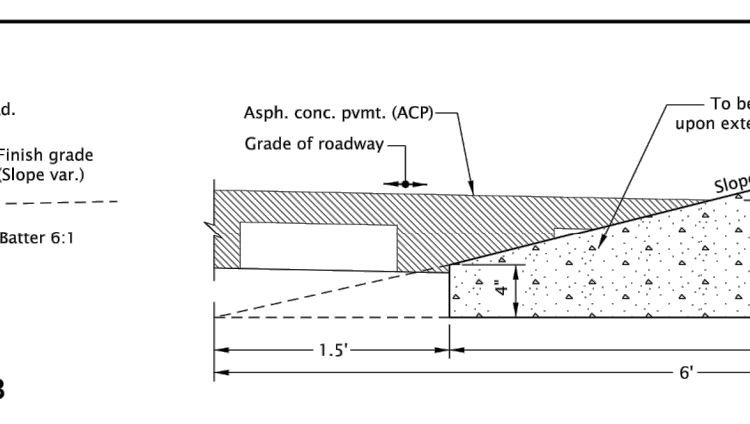 d.
Finish grade
(Slope var.)
Batter 6:1
Asph. conc. pvmt. (ACP)
Grade of roadway
To be
upon exte
Slope
4"
1.5'
6'